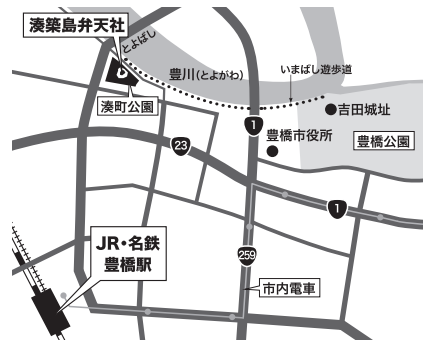 湊築島弁天社
とよばし
豊川(とよがわ)
いまばし遊歩道
湊町公園
吉田城址
1
豊橋市役所
豊橋公園
23
1
JR・名鉄
豊橋駅
259
市内電車